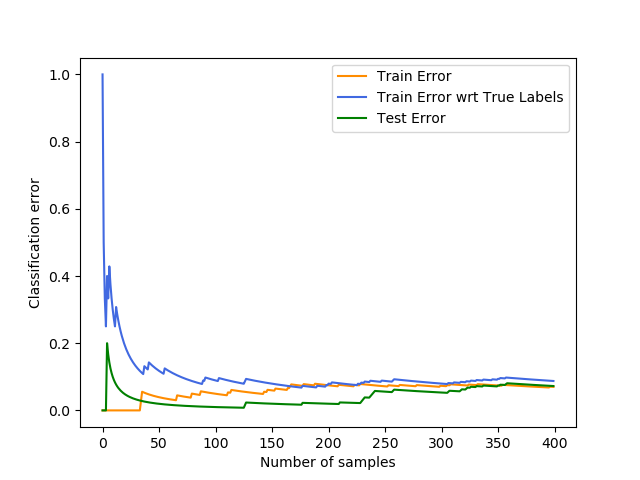 Train Error
Train Error wrt True Labels
Test Error
1.0
0.8
0.6
0.4
0.2
0.0
Classification error
0 50 100 150 200 250 300 350 400
Number of samples